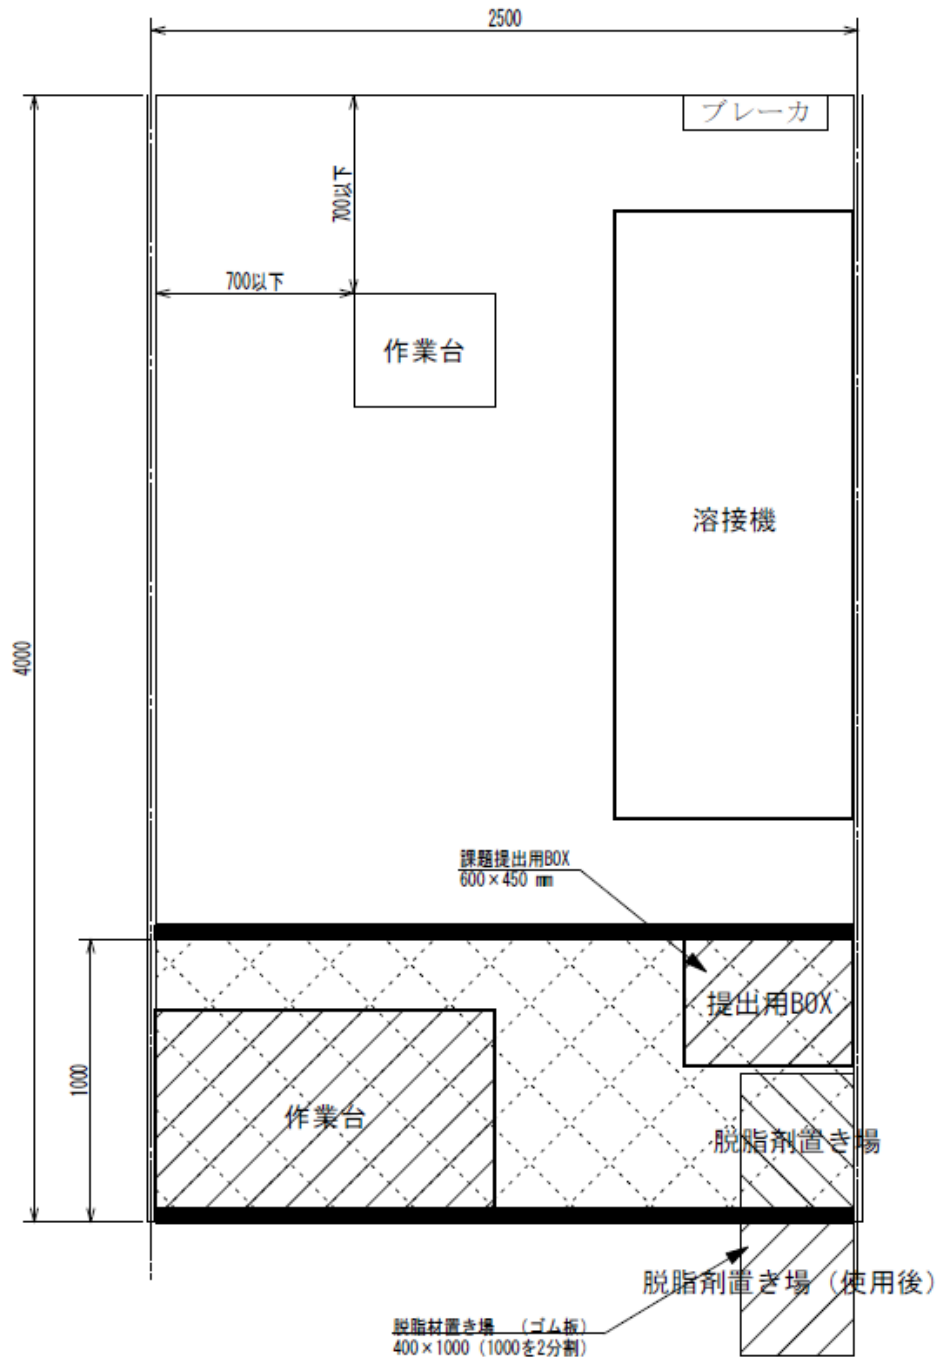 2500
ブレーカ
700以下
700以下
作業台
溶接機
4000
課題提出用BOX
600×450 mm
提出用BOX
1000
作業台
脱脂剤置き場
脱脂剤置き場（使用後）
脱脂材置き場 （ゴム板）
400×1000（1000を2分割）